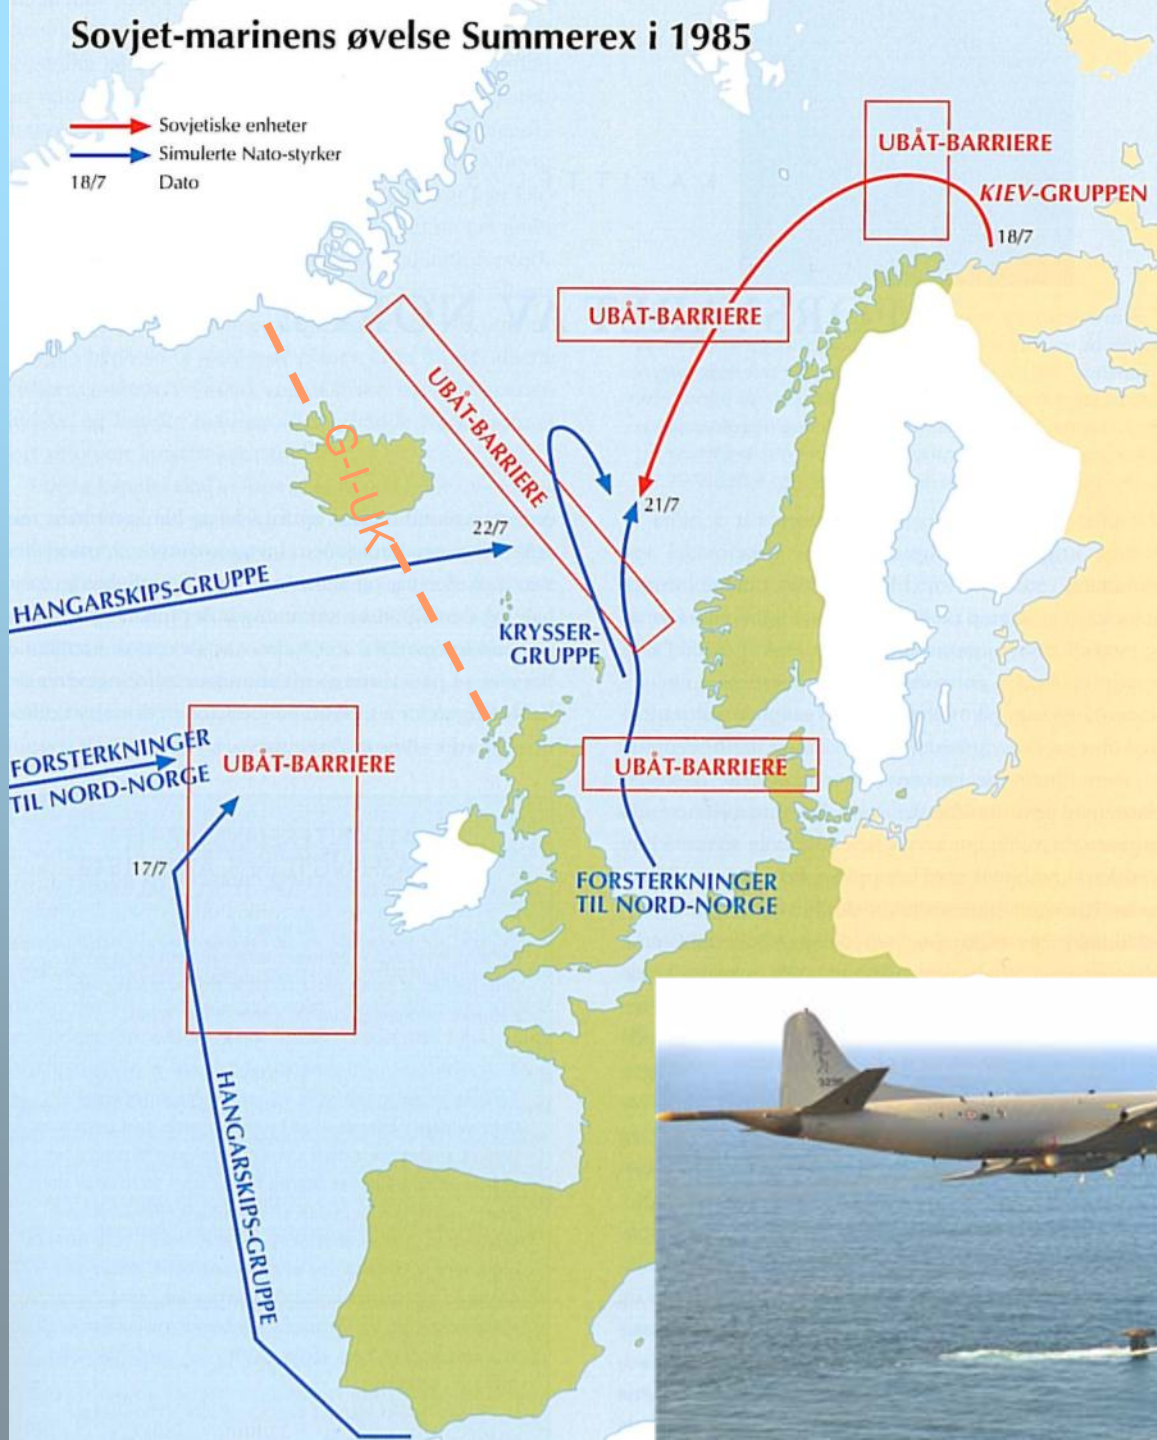 Sovjet-marinens øvelse Summerex i 1985
Sovjetiske enheter
Simulerte Nato-styrker
18/7 Dato
UBÅT-BARRIERE
KIEV-GRUPPEN
18/7
UBÅT-BARRIERE
UBÅT-BARRIERE
G-I-UK
21/7
22/7
HANGARSKIPS-GRUPPE
KRYSSER-
GRUPPE
FORSTERKNINGER
TIL NORD-NORGE
UBÅT-BARRIERE
UBÅT-BARRIERE
17/7
FORSTERKNINGER
TIL NORD-NORGE
HANGARSKIPS-GRUPPE